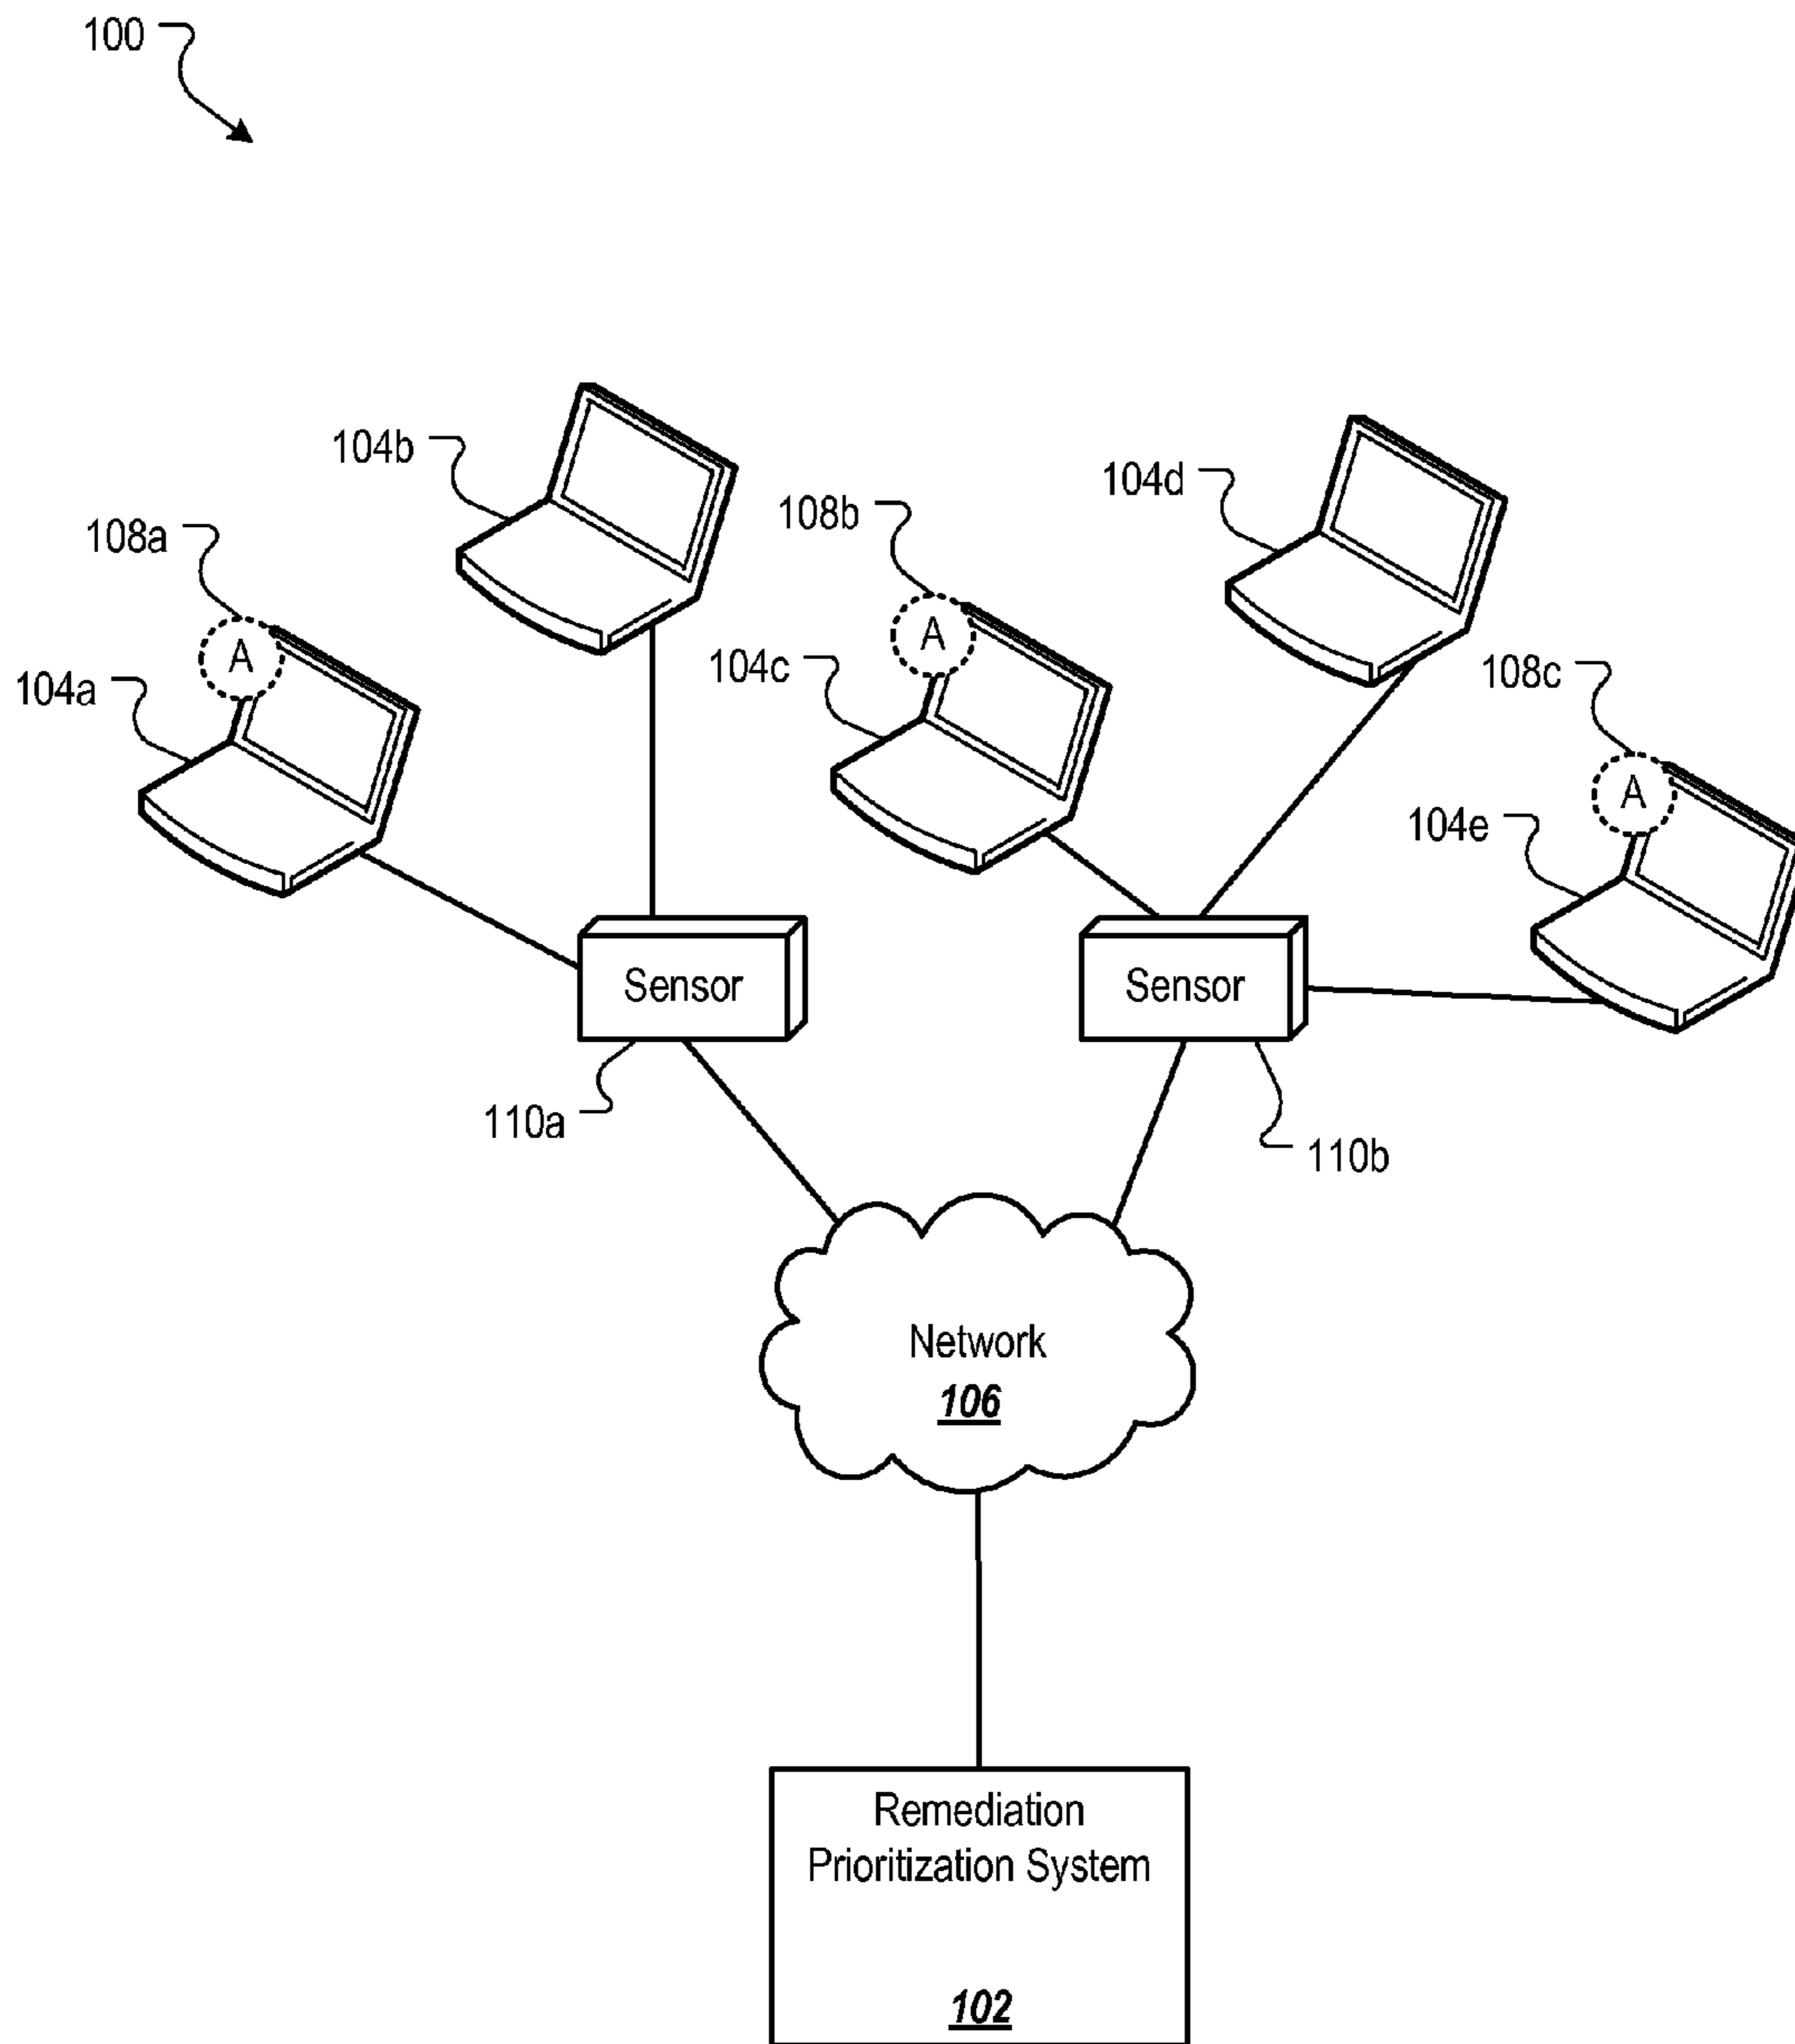 100
104b
104d
108b
108a
A
A
104c
108c
104a
A
104e
Sensor
Sensor
110a
110b
Network
106
Remediation
Prioritization System
102